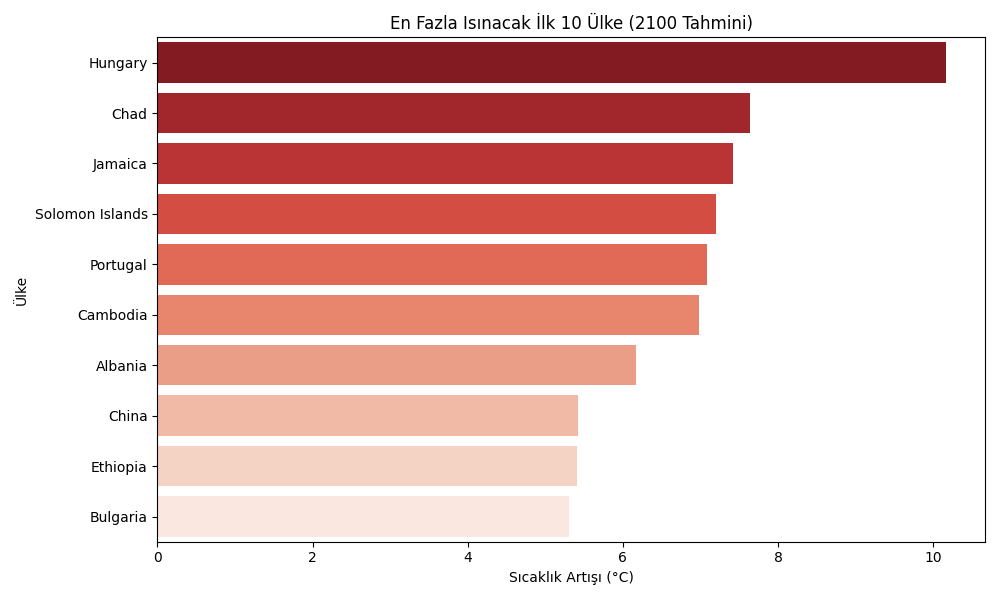 En Fazla Isınacak İlk 10 Ülke (2100 Tahmini)
Hungary
Chad
Jamaica
Solomon Islands
Portugal
Cambodia
Albania
China
Ethiopia
Bulgaria
Ülke
0 2 4 6 8 10
Sıcaklık Artışı (°C)